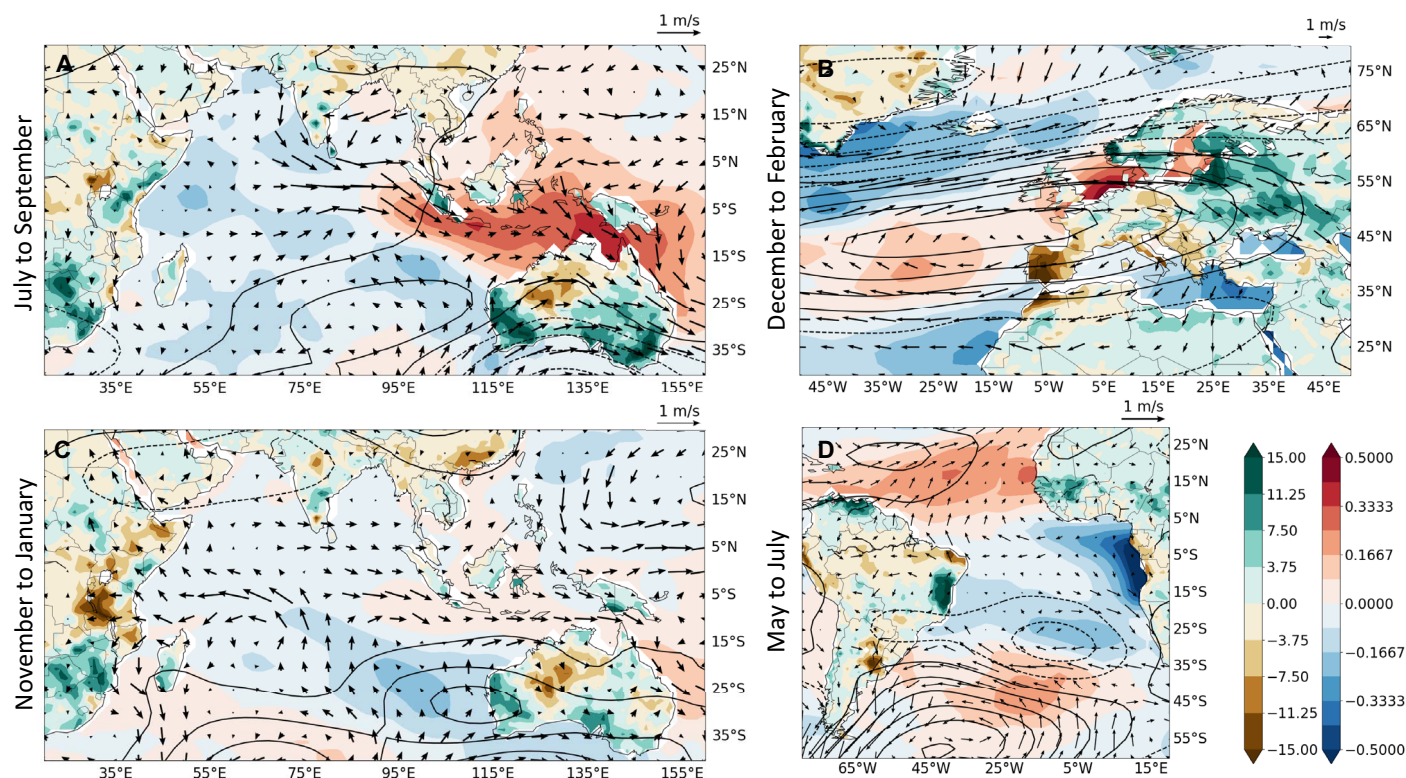 1 m/s
1 m/s
A
B
July to September
December to February
25°N
15°N
5°N
5°S
15°S
25°S
35°S
75°N
65°N
55°N
45°N
35°N
25°N
35°E 55°E 75°E 95°E 115°E 135°E 155°E
45°W 35°W 25°W 15°W 5°W 5°E 15°E 25°E 35°E 45°E
1 m/s
1 m/s
C
D
November to January
May to July
25°N
15°N
5°N
5°S
15°S
25°S
35°S
25°N
15°N
5°N
5°S
15°S
25°S
35°S
45°S
55°S
35°E 55°E 75°E 95°E 115°E 135°E 155°E
65°W 45°W 25°W 5°W 15°E
15.00
11.25
7.50
3.75
0.00
−3.75
−7.50
−11.25
−15.00
0.5000
0.3333
0.1667
0.0000
−0.1667
−0.3333
−0.5000